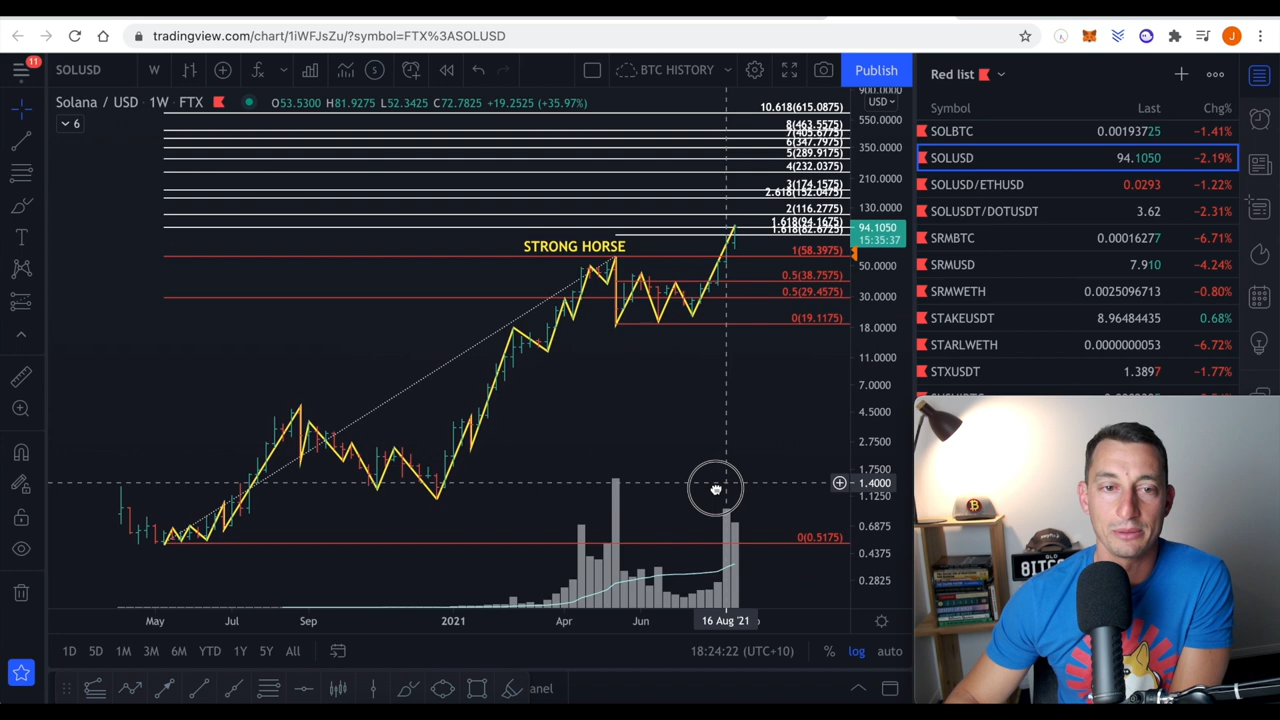 tradingview.com/chart/1iWFJsZu/?symbol=FTX%3ASOLUSD
J
11
SOLUSD
W
BTC HISTORY
Publish
Red list
Solana / USD · 1W · FTX
O53.5300 H81.9275 L52.3425 C72.7825 +19.2525 (+35.97%)
6
USD
Symbol Last Chg%
SOLBTC 0.00193725 −1.41%
SOLUSD 94.1050 −2.19%
SOLUSD/ETHUSD 0.0293 −1.22%
SOLUSDT/DOTUSDT 3.62 −2.31%
SRMBTC 0.00016277 −6.71%
SRMUSD 7.910 −4.24%
SRMWETH 0.0025096713 −0.80%
STAKEUSDT 8.96484435 0.68%
STARLWETH 0.0000000053 −6.72%
STXUSDT 1.3897 −1.77%
10.618(615.0875)
8(463.5575)
7(405.6775)
6(347.7975)
5(289.9175)
4(232.0375)
3(174.1575)
2.618(152.0475)
2(116.2775)
1.618(94.1675)
1.618(82.6725)
1(58.3975)
0.5(38.7575)
0.5(29.4575)
0(19.1175)
0(0.5175)
STRONG HORSE
900.0000
550.0000
350.0000
210.0000
130.0000
94.1050
15:35:37
50.0000
30.0000
18.0000
11.0000
7.0000
4.5000
2.7500
1.7500
1.4000
1.1250
0.6875
0.4375
0.2825
May Jul Sep 2021 Apr Jun 16 Aug '21
1D 5D 1M 3M 6M YTD 1Y 5Y All
18:24:22 (UTC+10) % log auto
anel
8ITC